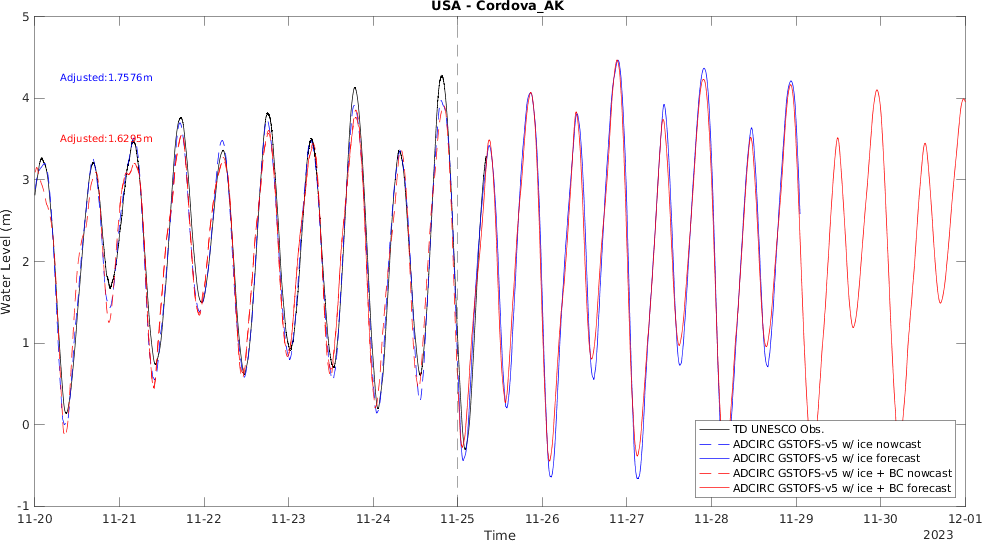 USA - Cordova_AK
5
4
3
2
1
0
-1
Water Level (m)
Adjusted:1.7576m
Adjusted:1.6295m
TD UNESCO Obs.
ADCIRC GSTOFS-v5 w/ ice nowcast
ADCIRC GSTOFS-v5 w/ ice forecast
ADCIRC GSTOFS-v5 w/ ice + BC nowcast
ADCIRC GSTOFS-v5 w/ ice + BC forecast
11-20 11-21 11-22 11-23 11-24 11-25 11-26 11-27 11-28 11-29 11-30 12-01
Time
2023